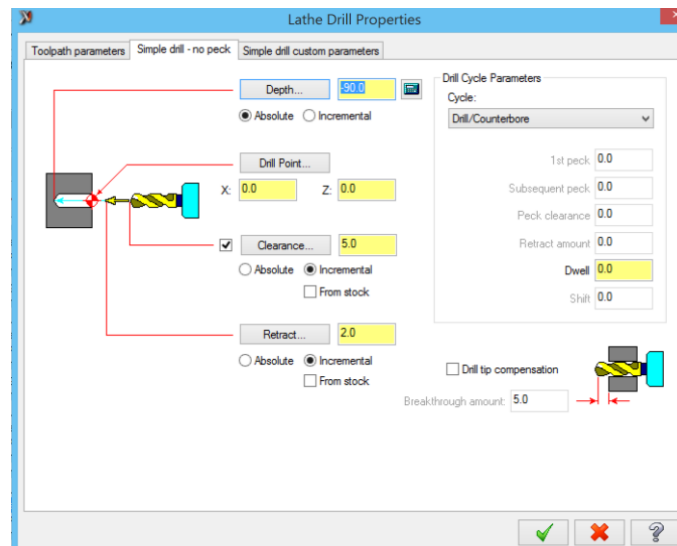 Lathe Drill Properties
Toolpath parameters Simple drill - no peck Simple drill custom parameters
Depth... -90.0
Absolute Incremental
Drill Point...
X: 0.0 Z: 0.0
Clearance... 5.0
Absolute Incremental
From stock
Retract... 2.0
Absolute Incremental
From stock
Drill Cycle Parameters
Cycle:
Drill/Counterbore
1st peck 0.0
Subsequent peck 0.0
Peck clearance 0.0
Retract amount 0.0
Dwell 0.0
Shift 0.0
Drill tip compensation
Breakthrough amount: 5.0